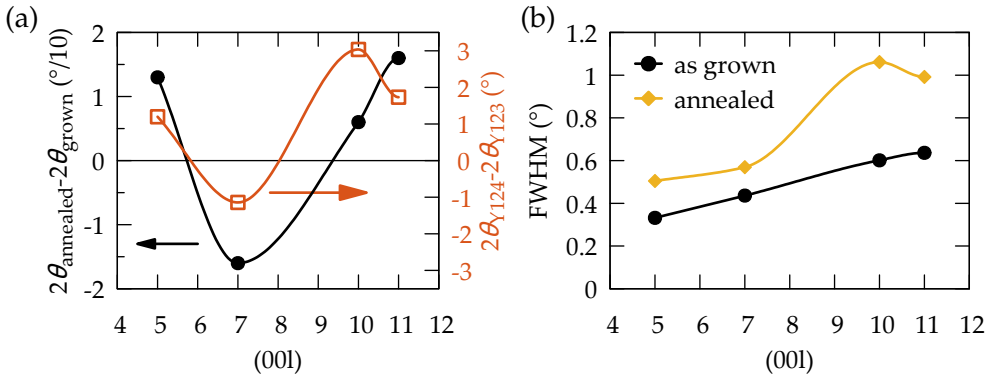 (a)
2θannealed-2θgrown (°/10)
2
1
0
-1
-2
4 5 6 7 8 9 10 11 12
(00l)
3
2
1
0
-1
-2
-3
2θY124-2θY123 (°)
(b)
FWHM (°)
1.2
1
0.8
0.6
0.4
0.2
0
as grown
annealed
4 5 6 7 8 9 10 11 12
(00l)